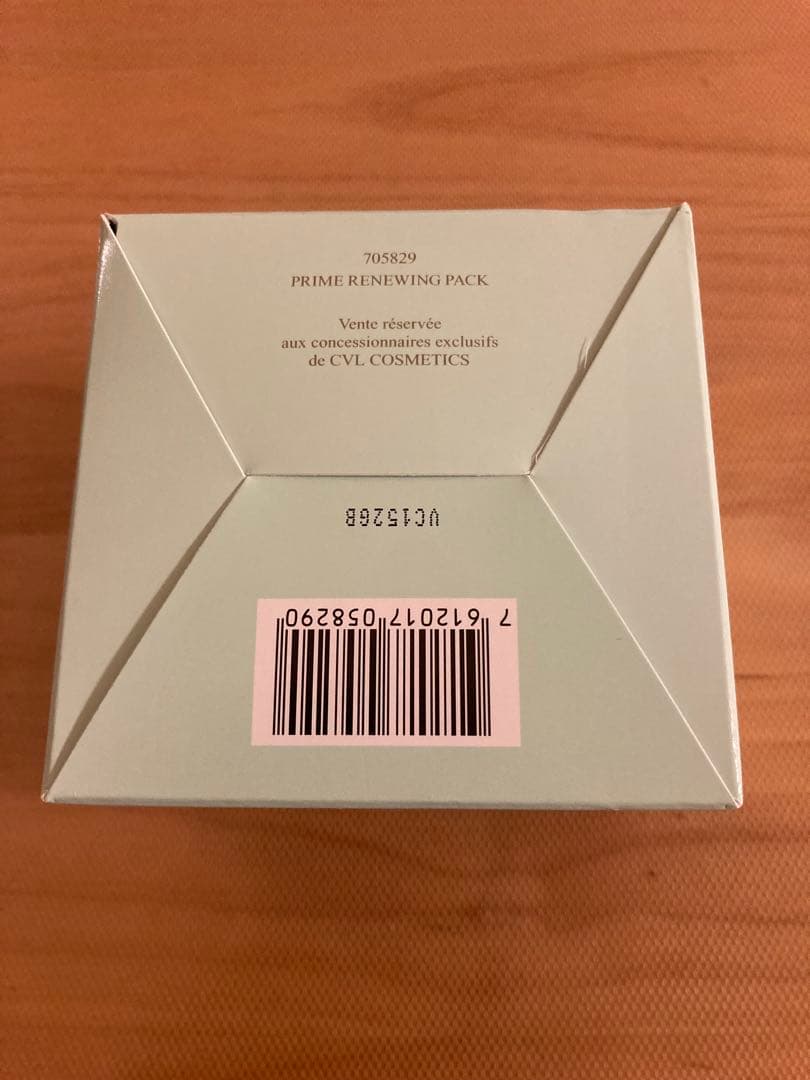 705829
PRIME RENEWING PACK
Vente réservée
aux concessionnaires exclusifs
de CVL COSMETICS
VC1526B
7 612017 058290